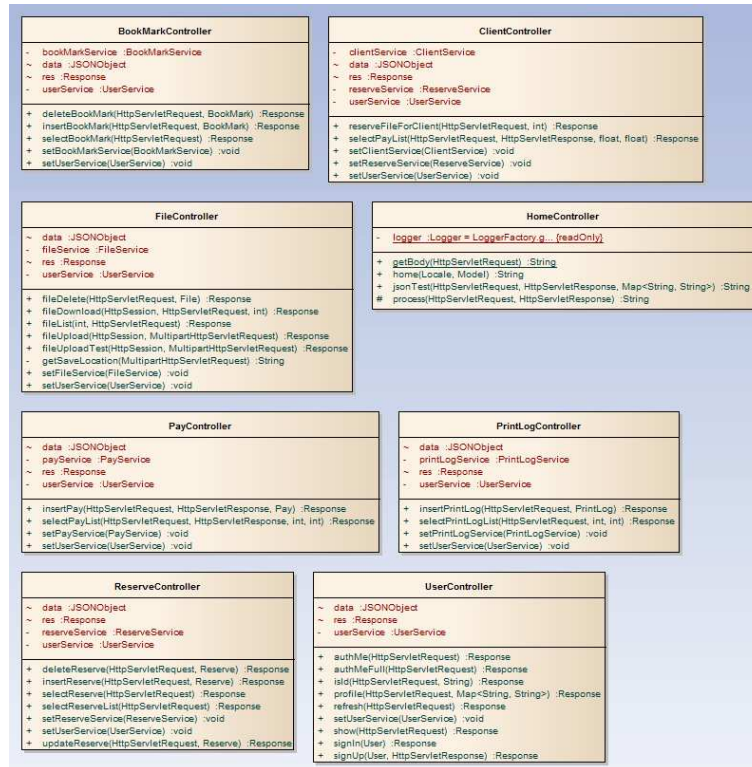 BookMarkController
- bookMarkService :BookMarkService
~ data :JSONObject
~ res :Response
- userService :UserService
+ deleteBookMark(HttpServletRequest, BookMark) :Response
+ insertBookMark(HttpServletRequest, BookMark) :Response
+ selectBookMark(HttpServletRequest) :Response
+ setBookMarkService(BookMarkService) :void
+ setUserService(UserService) :void
ClientController
- clientService :ClientService
~ data :JSONObject
~ res :Response
- reserveService :ReserveService
- userService :UserService
+ reserveFileForClient(HttpServletRequest, int) :Response
+ selectPayList(HttpServletRequest, HttpServletResponse, float, float) :Response
+ setClientService(ClientService) :void
+ setReserveService(ReserveService) :void
+ setUserService(UserService) :void
FileController
~ data :JSONObject
- fileService :FileService
~ res :Response
- userService :UserService
+ fileDelete(HttpServletRequest, File) :Response
+ fileDownload(HttpSession, HttpServletRequest, int) :Response
+ fileList(int, HttpServletRequest) :Response
+ fileUpload(HttpSession, MultipartHttpServletRequest) :Response
+ fileUploadTest(HttpSession, MultipartHttpServletRequest) :Response
- getSaveLocation(MultipartHttpServletRequest) :String
+ setFileService(FileService) :void
+ setUserService(UserService) :void
HomeController
- logger :Logger = LoggerFactory.g... {readOnly}
+ getBody(HttpServletRequest) :String
+ home(Locale, Model) :String
+ jsonTest(HttpServletRequest, HttpServletResponse, Map<String, String>) :String
# process(HttpServletRequest, HttpServletResponse) :String
PayController
~ data :JSONObject
- payService :PayService
~ res :Response
- userService :UserService
+ insertPay(HttpServletRequest, HttpServletResponse, Pay) :Response
+ selectPayList(HttpServletRequest, HttpServletResponse, int, int) :Response
+ setPayService(PayService) :void
+ setUserService(UserService) :void
PrintLogController
~ data :JSONObject
- printLogService :PrintLogService
~ res :Response
- userService :UserService
+ insertPrintLog(HttpServletRequest, PrintLog) :Response
+ selectPrintLogList(HttpServletRequest, int, int) :Response
+ setPrintLogService(PrintLogService) :void
+ setUserService(UserService) :void
ReserveController
~ data :JSONObject
~ res :Response
- reserveService :ReserveService
- userService :UserService
+ deleteReserve(HttpServletRequest, Reserve) :Response
+ insertReserve(HttpServletRequest, Reserve) :Response
+ selectReserve(HttpServletRequest) :Response
+ selectReserveList(HttpServletRequest) :Response
+ setReserveService(ReserveService) :void
+ setUserService(UserService) :void
+ updateReserve(HttpServletRequest, Reserve) :Response
UserController
~ data :JSONObject
~ res :Response
- userService :UserService
+ authMe(HttpServletRequest) :Response
+ authMeFull(HttpServletRequest) :Response
+ isId(HttpServletRequest, String) :Response
+ profile(HttpServletRequest, Map<String, String>) :Response
+ refresh(HttpServletRequest) :Response
+ setUserService(UserService) :void
+ show(HttpServletRequest) :Response
+ signIn(User) :Response
+ signUp(User, HttpServletResponse) :Response